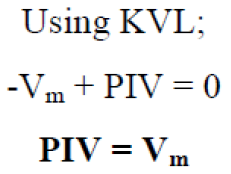 Using KVL;
-Vₘ + PIV = 0
PIV = Vₘ